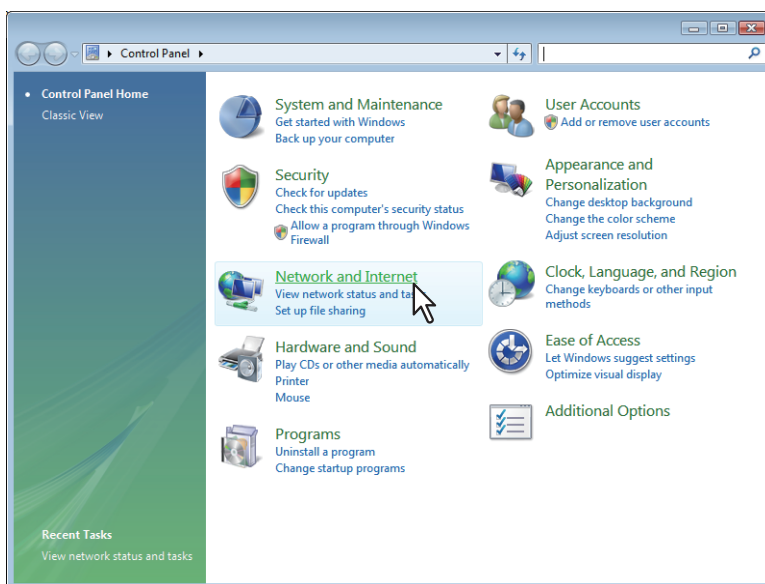 Control Panel
Control Panel Home
Classic View
System and Maintenance
Get started with Windows
Back up your computer
Security
Check for updates
Check this computer's security status
Allow a program through Windows
Firewall
Network and Internet
View network status and
Set up file sharing
Hardware and Sound
Play CDs or other media automatically
Printer
Mouse
Programs
Uninstall a program
Change startup programs
User Accounts
Add or remove user accounts
Appearance and
Personalization
Change desktop background
Change the color scheme
Adjust screen resolution
Clock, Language, and Region
Change keyboards or other input
methods
Ease of Access
Let Windows suggest settings
Optimize visual display
Additional Options
Recent Tasks
View network status and tasks